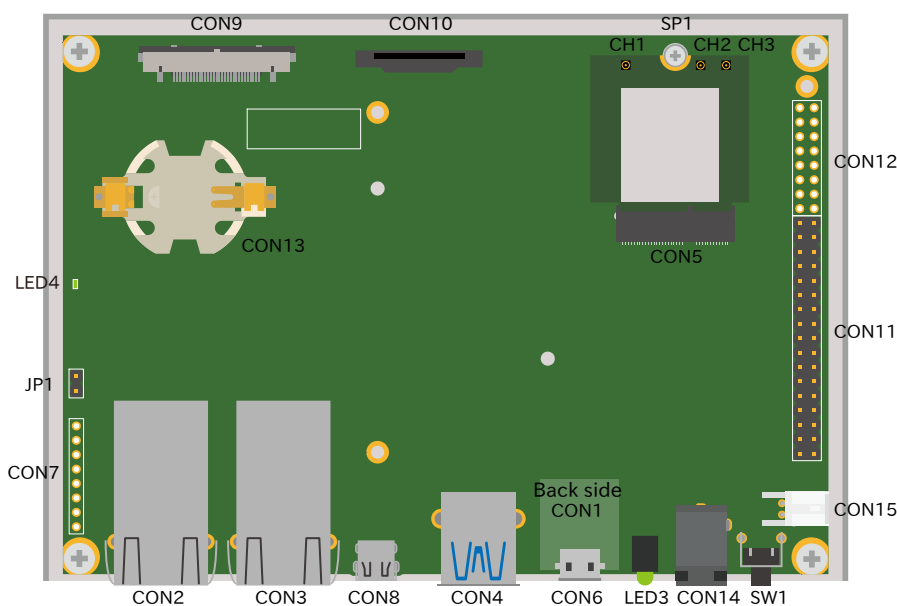 CON9
CON10
SP1
CH1
CH2
CH3
CON12
CON13
CON5
LED4
CON11
JP1
CON7
Back side
CON1
CON15
CON2
CON3
CON8
CON4
CON6
LED3
CON14
SW1